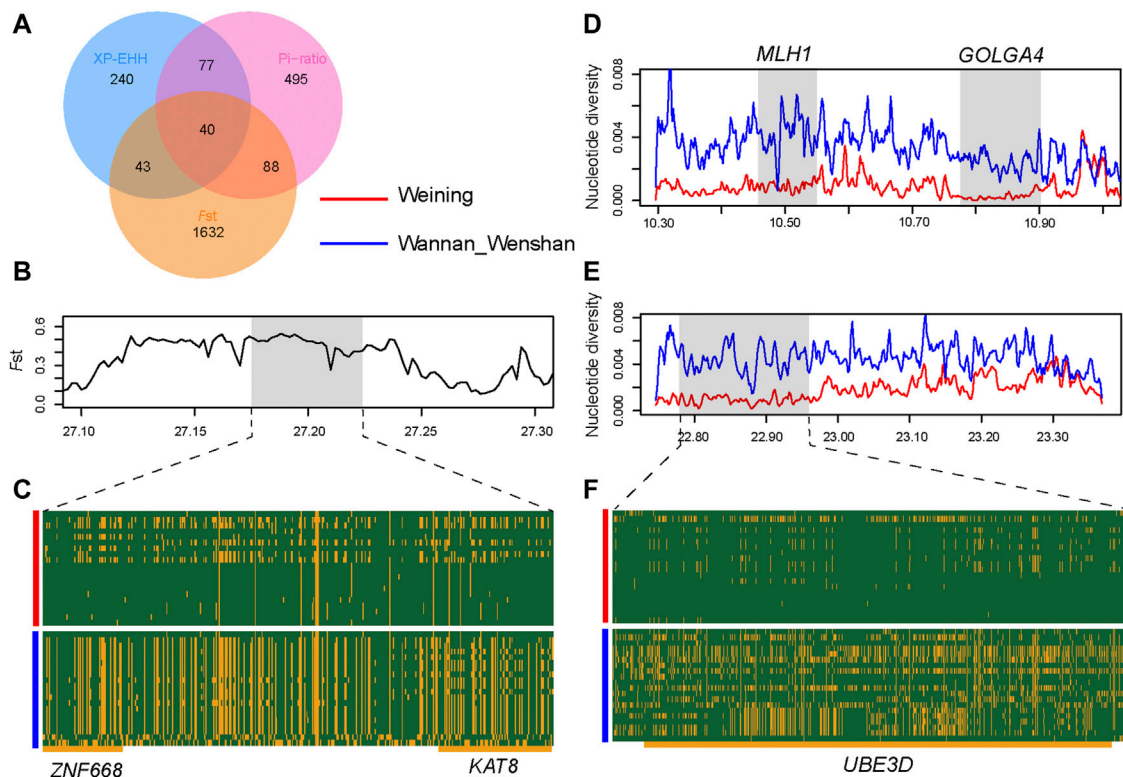 A
XP-EHH
240
77
Pi-ratio
495
40
43
88
Fst
1632
Weining
Wannan_Wenshan
B
Fst
0.6
0.3
0.0
27.10
27.15
27.20
27.25
27.30
C
ZNF668
KAT8
D
MLH1
GOLGA4
Nucleotide diversity
0.008
0.004
0.000
10.30
10.50
10.70
10.90
E
Nucleotide diversity
0.008
0.004
0.000
22.80
22.90
23.00
23.10
23.20
23.30
F
UBE3D